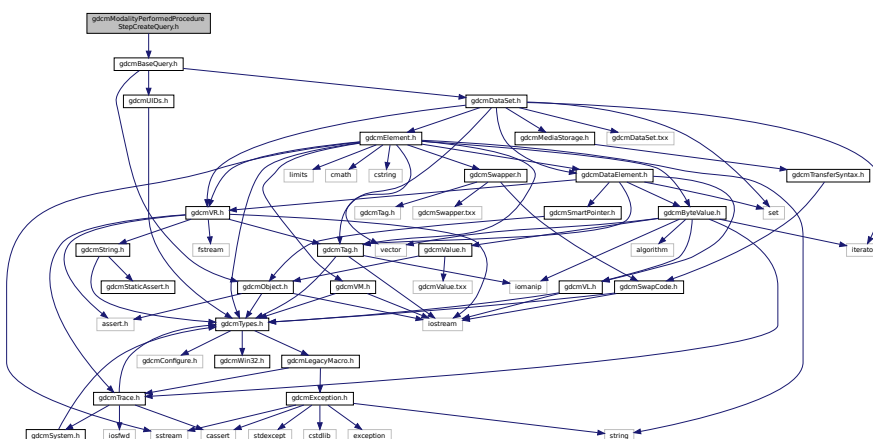 gdcmModalityPerformedProcedure
StepCreateQuery.h
gdcmBaseQuery.h
gdcmUIDs.h
gdcmDataSet.h
gdcmElement.h
gdcmMediaStorage.h
gdcmDataSet.txx
limits
cmath
cstring
gdcmSwapper.h
gdcmDataElement.h
gdcmTransferSyntax.h
gdcmVR.h
gdcmTag.h
gdcmSwapper.txx
gdcmSmartPointer.h
gdcmByteValue.h
set
gdcmString.h
fstream
gdcmTag.h
vector
gdcmValue.h
algorithm
gdcmStaticAssert.h
gdcmObject.h
gdcmVM.h
gdcmValue.txx
iomanip
gdcmVL.h
gdcmSwapCode.h
assert.h
gdcmTypes.h
iostream
gdcmConfigure.h
gdcmWin32.h
gdcmLegacyMacro.h
gdcmTrace.h
gdcmException.h
gdcmSystem.h
iosfwd
sstream
cassert
stdexcept
cstdlib
exception
string